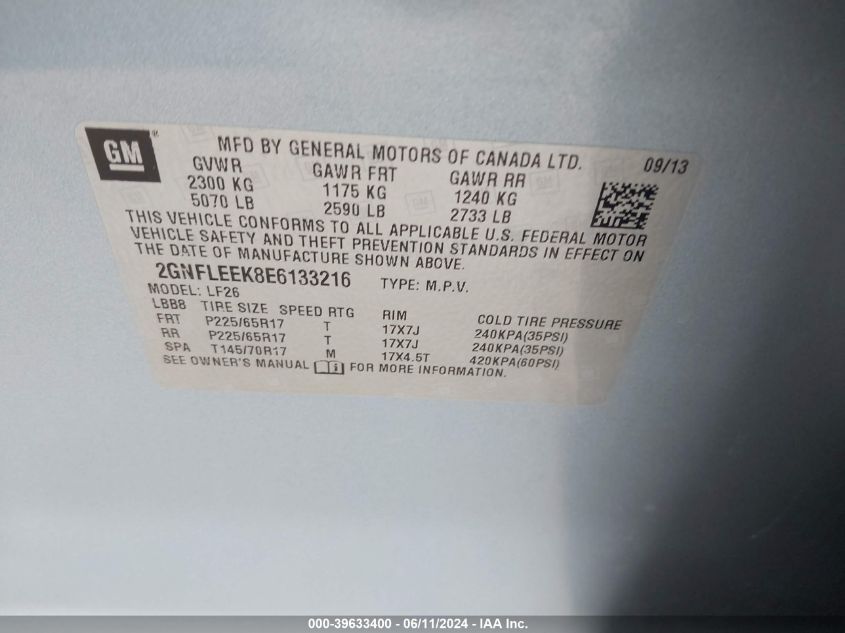 GM ®
MFD BY GENERAL MOTORS OF CANADA LTD. 09/13
GVWR GAWR FRT GAWR RR
2300 KG 1175 KG 1240 KG
5070 LB 2590 LB 2733 LB
THIS VEHICLE CONFORMS TO ALL APPLICABLE U.S. FEDERAL MOTOR
VEHICLE SAFETY AND THEFT PREVENTION STANDARDS IN EFFECT ON
THE DATE OF MANUFACTURE SHOWN ABOVE.
2GNFLEEK8E6133216 TYPE: M.P.V.
MODEL: LF26
LBB8 TIRE SIZE SPEED RTG RIM COLD TIRE PRESSURE
FRT P225/65R17 T 17X7J 240KPA(35PSI)
RR P225/65R17 T 17X7J 240KPA(35PSI)
SPA T145/70R17 M 17X4.5T 420KPA(60PSI)
SEE OWNER'S MANUAL FOR MORE INFORMATION.
000-39633400 - 06/11/2024 - IAA Inc.